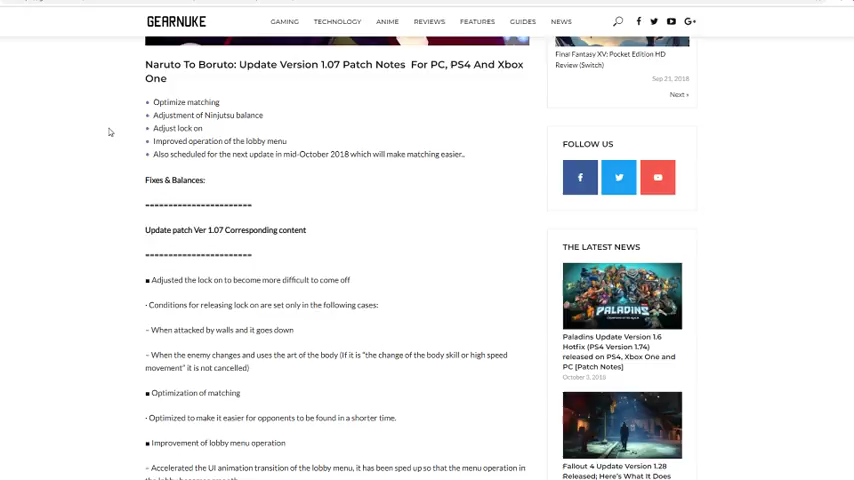 GEARNUKE
GAMING TECHNOLOGY ANIME REVIEWS FEATURES GUIDES NEWS
Naruto To Boruto: Update Version 1.07 Patch Notes For PC, PS4 And Xbox
One
• Optimize matching
• Adjustment of Ninjutsu balance
• Adjust lock on
• Improved operation of the lobby menu
• Also scheduled for the next update in mid-October 2018 which will make matching easier..
Fixes & Balances:
=======================
Update patch Ver 1.07 Corresponding content
=======================
■ Adjusted the lock on to become more difficult to come off
· Conditions for releasing lock on are set only in the following cases:
– When attacked by walls and it goes down
– When the enemy changes and uses the art of the body (If it is "the change of the body skill or high speed
movement" it is not cancelled)
■ Optimization of matching
· Optimized to make it easier for opponents to be found in a shorter time.
■ Improvement of lobby menu operation
– Accelerated the UI animation transition of the lobby menu, it has been sped up so that the menu operation in
Final Fantasy XV: Pocket Edition HD
Review (Switch)
Sep 21, 2018
Next »
FOLLOW US
THE LATEST NEWS
PALADINS
Paladins Update Version 1.6
Hotfix (PS4 Version 1.74)
released on PS4, Xbox One and
PC [Patch Notes]
October 3, 2018
Fallout 4 Update Version 1.28
Released; Here's What It Does